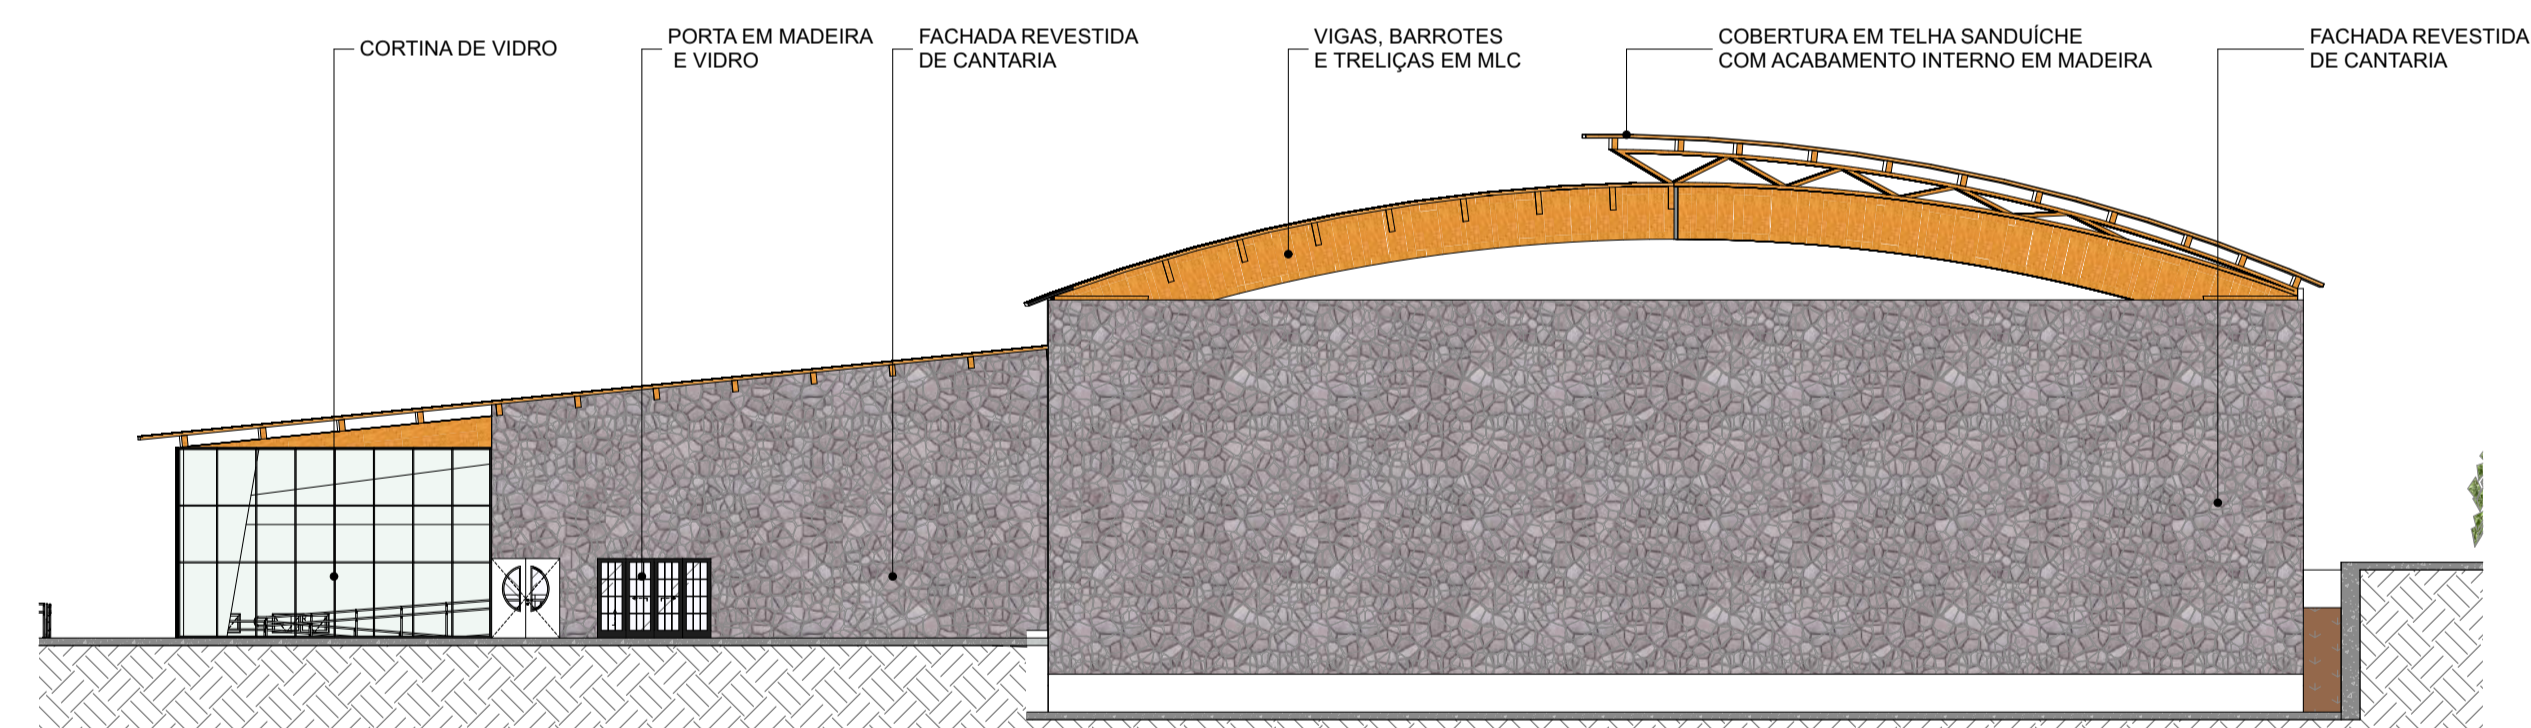 CORTINA DE VIDRO
PORTA EM MADEIRA
E VIDRO
FACHADA REVESTIDA
DE CANTARIA
VIGAS, BARROTES
E TRELIÇAS EM MLC
COBERTURA EM TELHA SANDUÍCHE
COM ACABAMENTO INTERNO EM MADEIRA
FACHADA REVESTIDA
DE CANTARIA